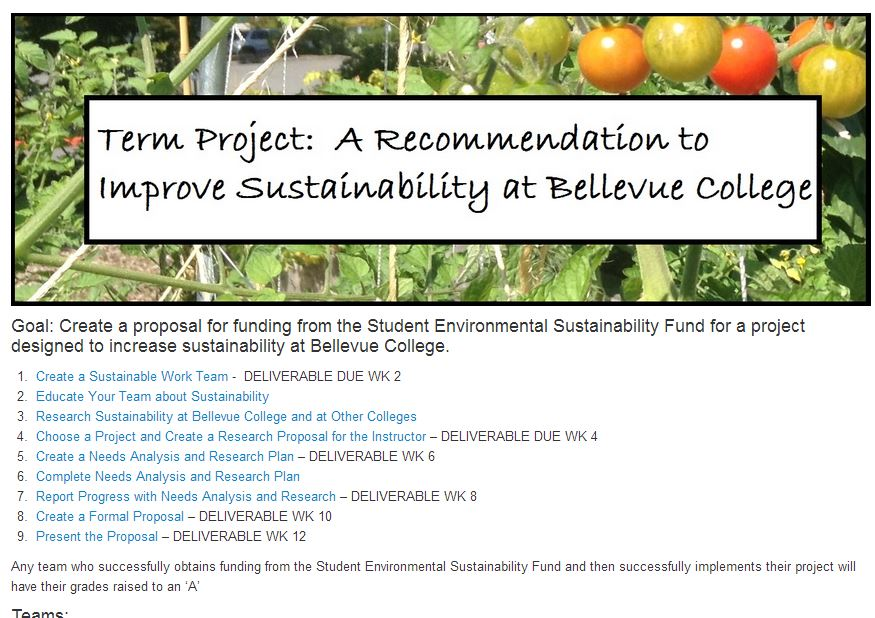 Term Project: A Recommendation to
Improve Sustainability at Bellevue College
Goal: Create a proposal for funding from the Student Environmental Sustainability Fund for a project
designed to increase sustainability at Bellevue College.
1. Create a Sustainable Work Team - DELIVERABLE DUE WK 2
2. Educate Your Team about Sustainability
3. Research Sustainability at Bellevue College and at Other Colleges
4. Choose a Project and Create a Research Proposal for the Instructor – DELIVERABLE DUE WK 4
5. Create a Needs Analysis and Research Plan – DELIVERABLE WK 6
6. Complete Needs Analysis and Research Plan
7. Report Progress with Needs Analysis and Research – DELIVERABLE WK 8
8. Create a Formal Proposal – DELIVERABLE WK 10
9. Present the Proposal – DELIVERABLE WK 12
Any team who successfully obtains funding from the Student Environmental Sustainability Fund and then successfully implements their project will
have their grades raised to an ‘A’
Teams: